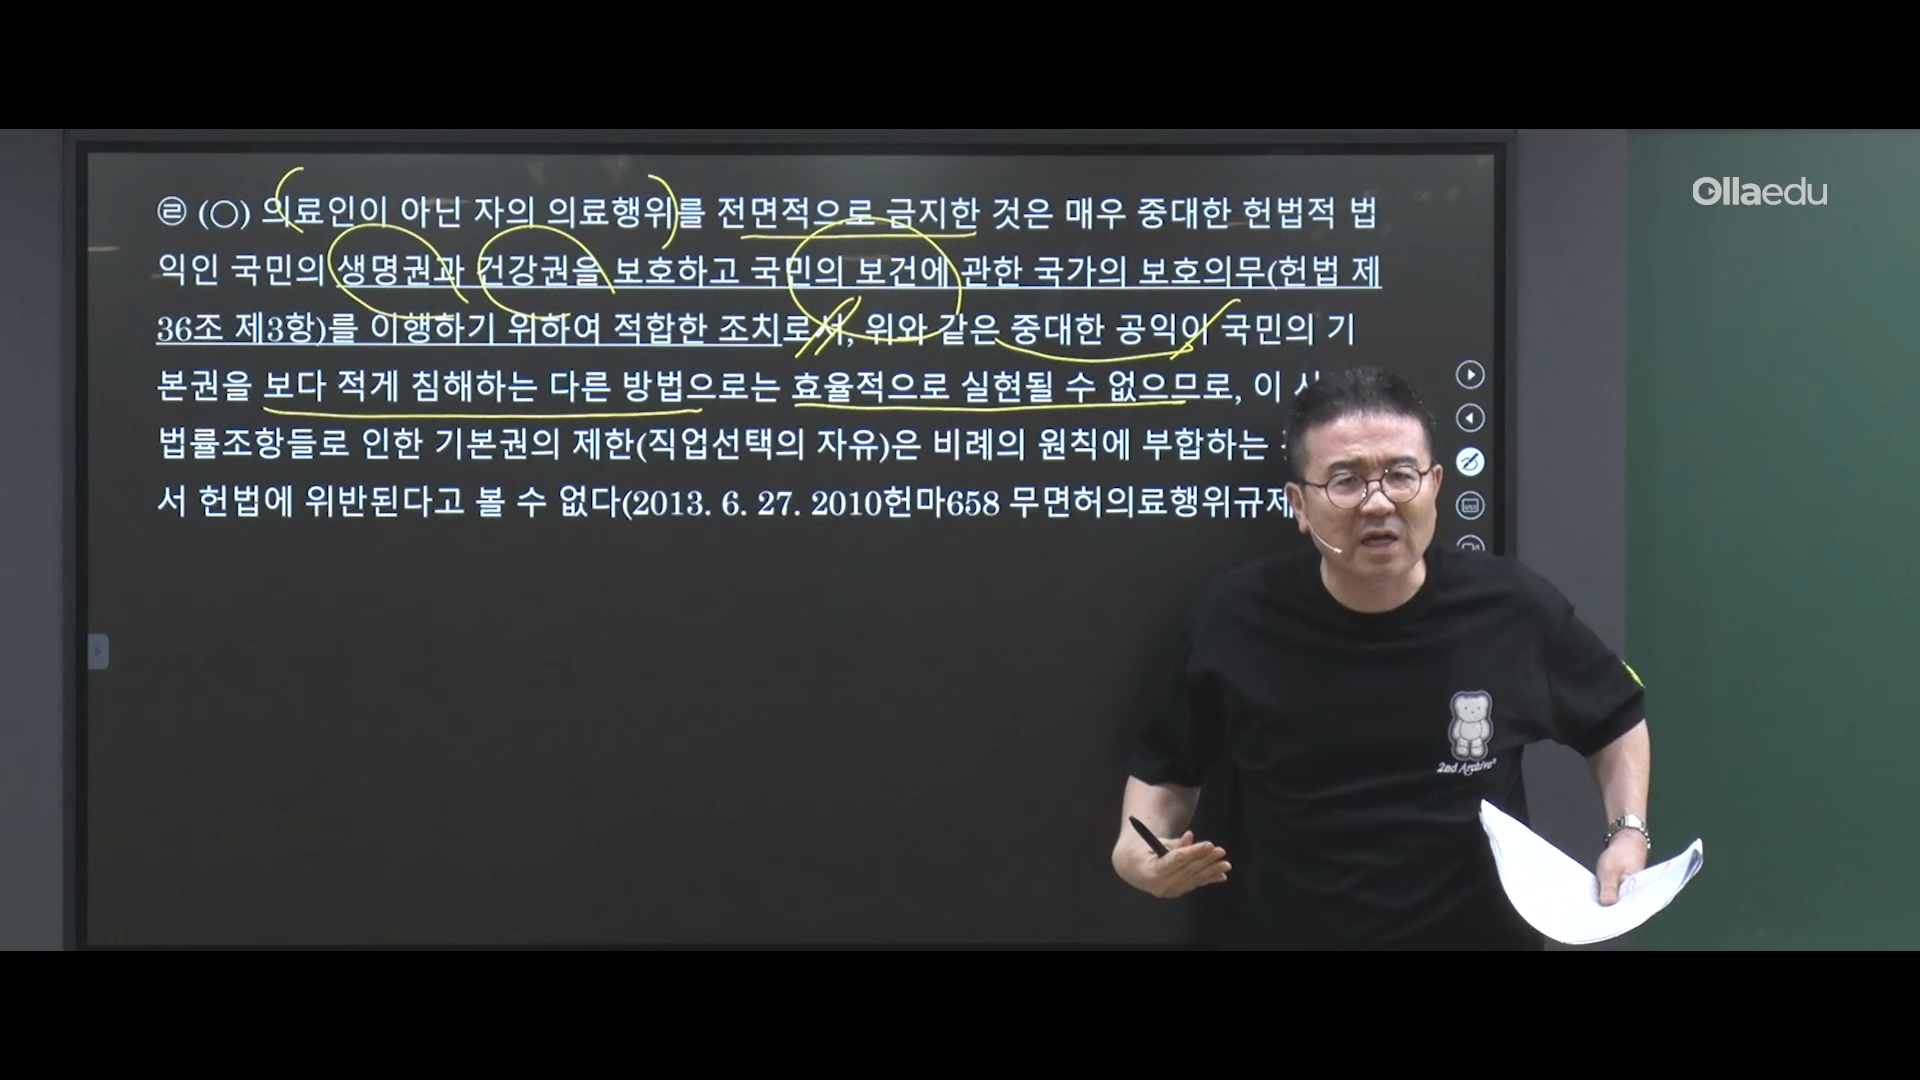 Ollaedu
㉣ (○) 의료인이 아닌 자의 의료행위를 전면적으로 금지한 것은 매우 중대한 헌법적 법
익인 국민의 생명권과 건강권을 보호하고 국민의 보건에 관한 국가의 보호의무(헌법 제
36조 제3항)를 이행하기 위하여 적합한 조치로서, 위와 같은 중대한 공익이 국민의 기
본권을 보다 적게 침해하는 다른 방법으로는 효율적으로 실현될 수 없으므로, 이
법률조항들로 인한 기본권의 제한(직업선택의 자유)은 비례의 원칙에 부합하는
서 헌법에 위반된다고 볼 수 없다(2013. 6. 27. 2010헌마658 무면허의료행위규제
2nd Archive